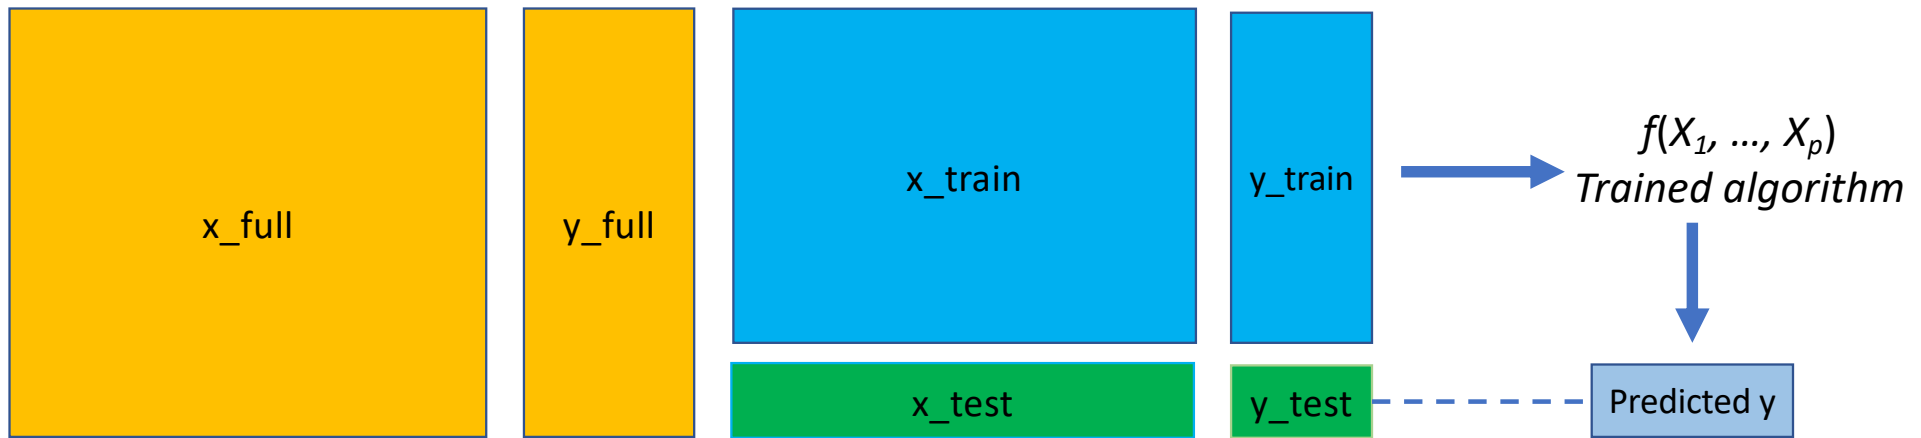 x_full
y_full
x_train
y_train
f(X1, ..., Xp)
Trained algorithm
x_test
y_test
Predicted y